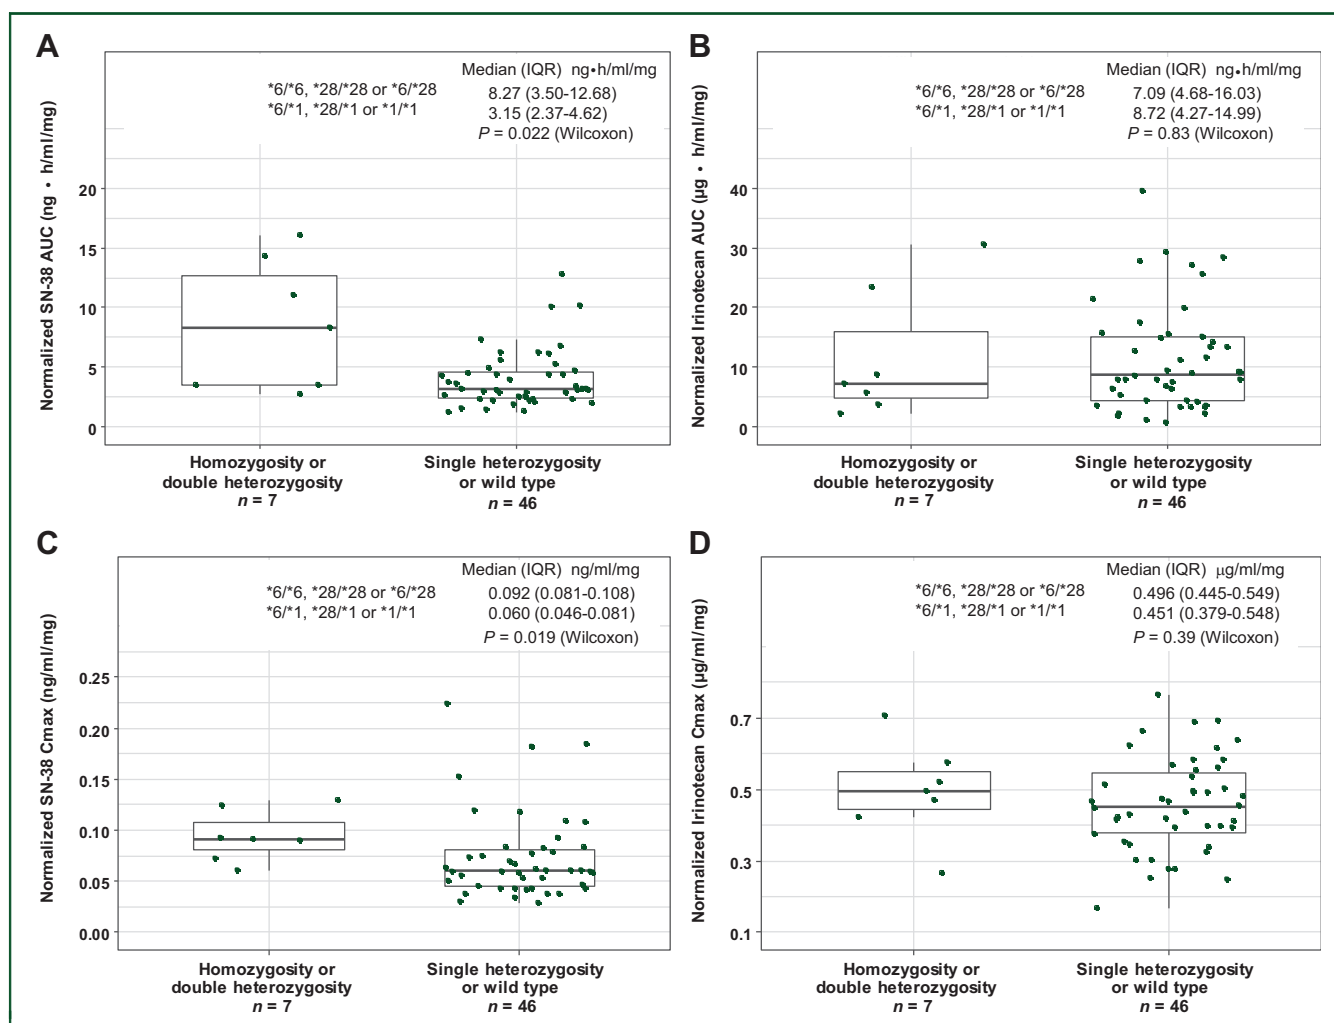 A
Median (IQR) ng•h/ml/mg
*6/*6, *28/*28 or *6/*28 8.27 (3.50-12.68)
*6/*1, *28/*1 or *1/*1 3.15 (2.37-4.62)
P = 0.022 (Wilcoxon)
Normalized SN-38 AUC (ng • h/ml/mg)
20
15
10
5
0
Homozygosity or
double heterozygosity
n = 7
Single heterozygosity
or wild type
n = 46
B
Median (IQR) ng•h/ml/mg
*6/*6, *28/*28 or *6/*28 7.09 (4.68-16.03)
*6/*1, *28/*1 or *1/*1 8.72 (4.27-14.99)
P = 0.83 (Wilcoxon)
Normalized Irinotecan AUC (µg • h/ml/mg)
40
30
20
10
0
Homozygosity or
double heterozygosity
n = 7
Single heterozygosity
or wild type
n = 46
C
Median (IQR) ng/ml/mg
*6/*6, *28/*28 or *6/*28 0.092 (0.081-0.108)
*6/*1, *28/*1 or *1/*1 0.060 (0.046-0.081)
P = 0.019 (Wilcoxon)
Normalized SN-38 Cmax (ng/ml/mg)
0.25
0.20
0.15
0.10
0.05
0.00
Homozygosity or
double heterozygosity
n = 7
Single heterozygosity
or wild type
n = 46
D
Median (IQR) µg/ml/mg
*6/*6, *28/*28 or *6/*28 0.496 (0.445-0.549)
*6/*1, *28/*1 or *1/*1 0.451 (0.379-0.548)
P = 0.39 (Wilcoxon)
Normalized Irinotecan Cmax (µg/ml/mg)
0.7
0.5
0.3
0.1
Homozygosity or
double heterozygosity
n = 7
Single heterozygosity
or wild type
n = 46